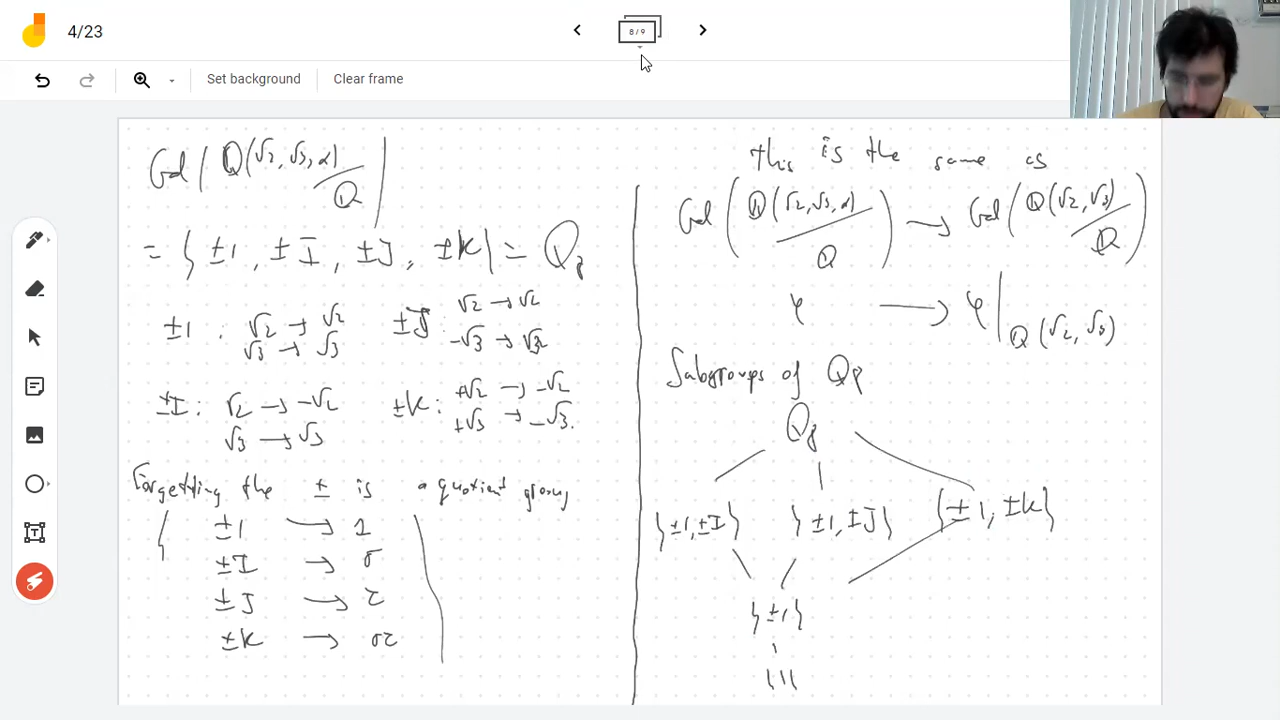 4/23
8 / 9
Set background
Clear frame
Gal ( Q(√2, √3, α) / Q )
= { ±1, ±I, ±J, ±K } = Q8
±1 : √2 → √2
√3 → √3
±J : √2 → √2
-√3 → √3
±I : √2 → -√2
√3 → √3
±K : +√2 → -√2
+√3 → -√3.
Forgetting the ± is a quotient group
±1 → 1
±I → σ
±J → τ
±K → στ
this is the same as
Gal ( Q(√2, √3, α) / Q ) → Gal ( Q(√2, √3) / Q )
φ → φ | Q(√2, √3)
Subgroups of Q8
Q8
{±1, ±I} {±1, ±J} {±1, ±K}
{±1}
{1}